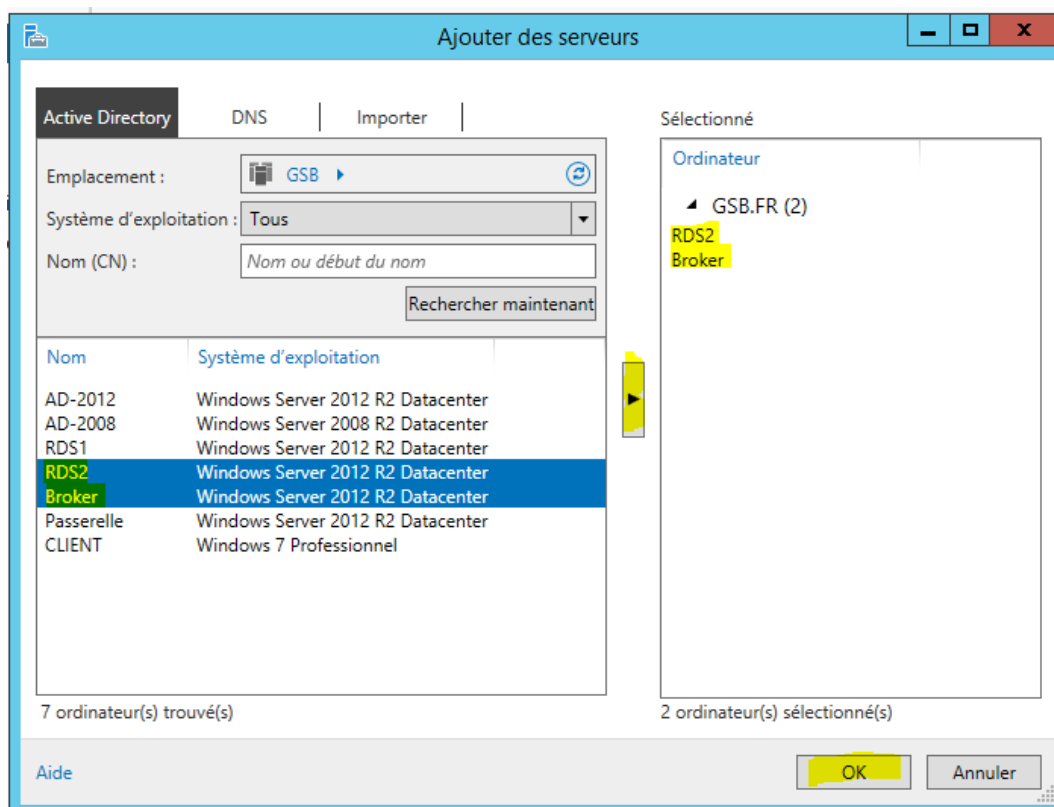 Ajouter des serveurs
x
Active Directory DNS Importer
Emplacement : GSB
Système d'exploitation : Tous
Nom (CN) : Nom ou début du nom
Rechercher maintenant
Nom Système d'exploitation
AD-2012 Windows Server 2012 R2 Datacenter
AD-2008 Windows Server 2008 R2 Datacenter
RDS1 Windows Server 2012 R2 Datacenter
RDS2 Windows Server 2012 R2 Datacenter
Broker Windows Server 2012 R2 Datacenter
Passerelle Windows Server 2012 R2 Datacenter
CLIENT Windows 7 Professionnel
7 ordinateur(s) trouvé(s)
Sélectionné
Ordinateur
GSB.FR (2)
RDS2
Broker
2 ordinateur(s) sélectionné(s)
Aide OK Annuler